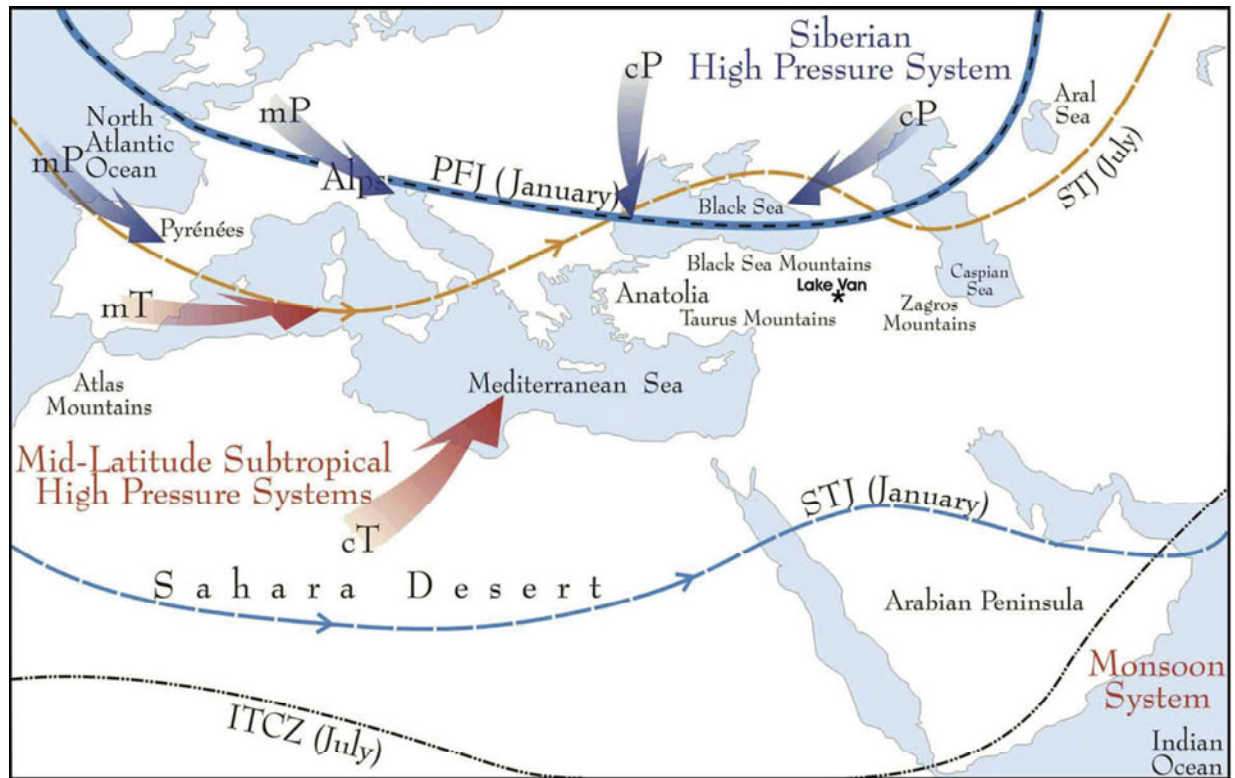 Siberian
High Pressure System
cP
cP
mP
mP
North
Atlantic
Ocean
Aral
Sea
Alps
PFJ (January)
STJ (July)
Pyrénées
Black Sea
Black Sea Mountains
Lake Van
*
Caspian
Sea
Anatolia
Taurus Mountains
Zagros
Mountains
mT
Atlas
Mountains
Mediterranean Sea
Mid-Latitude Subtropical
High Pressure Systems
cT
STJ (January)
Sahara Desert
Arabian Peninsula
Monsoon
System
ITCZ (July)
Indian
Ocean